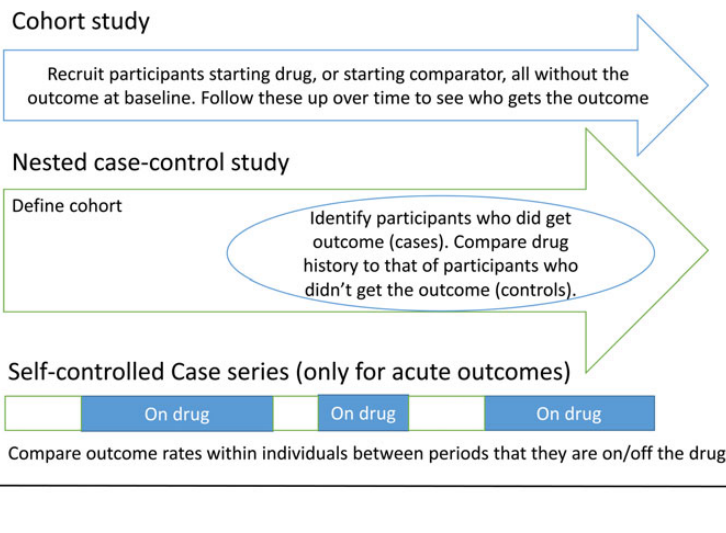 Cohort study
Recruit participants starting drug, or starting comparator, all without the
outcome at baseline. Follow these up over time to see who gets the outcome
Nested case-control study
Define cohort
Identify participants who did get
outcome (cases). Compare drug
history to that of participants who
didn’t get the outcome (controls).
Self-controlled Case series (only for acute outcomes)
On drug
On drug
On drug
Compare outcome rates within individuals between periods that they are on/off the drug